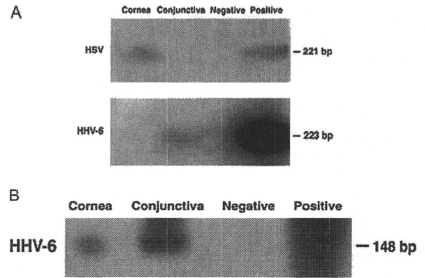 A
Cornea Conjunctiva Negative Positive
HSV – 221 bp
HHV-6 – 223 bp
B
Cornea Conjunctiva Negative Positive
HHV-6 – 148 bp